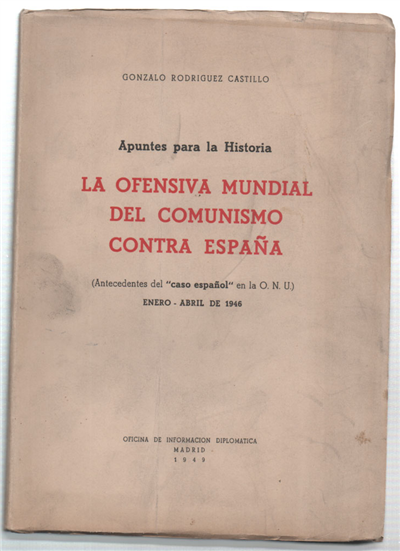 GONZALO RODRIGUEZ CASTILLO
Apuntes para la Historia
LA OFENSIVA MUNDIAL
DEL COMUNISMO
CONTRA ESPAÑA
(Antecedentes del "caso español" en la O. N. U.)
ENERO - ABRIL DE 1946
OFICINA DE INFORMACION DIPLOMATICA
MADRID
1949